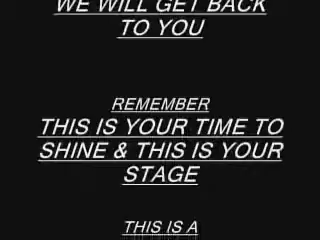 WE WILL GET BACK
TO YOU
REMEMBER
THIS IS YOUR TIME TO
SHINE & THIS IS YOUR
STAGE
THIS IS A